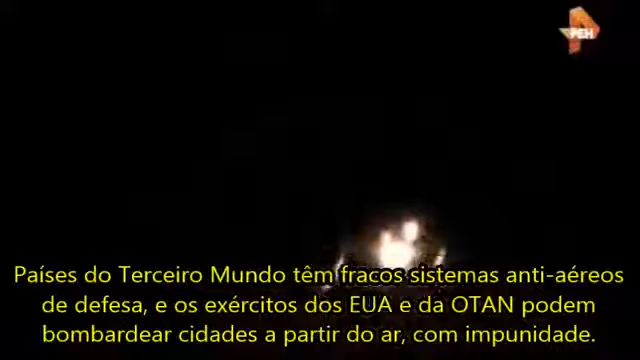 РЕН
Países do Terceiro Mundo têm fracos sistemas anti-aéreos
de defesa, e os exércitos dos EUA e da OTAN podem
bombardear cidades a partir do ar, com impunidade.